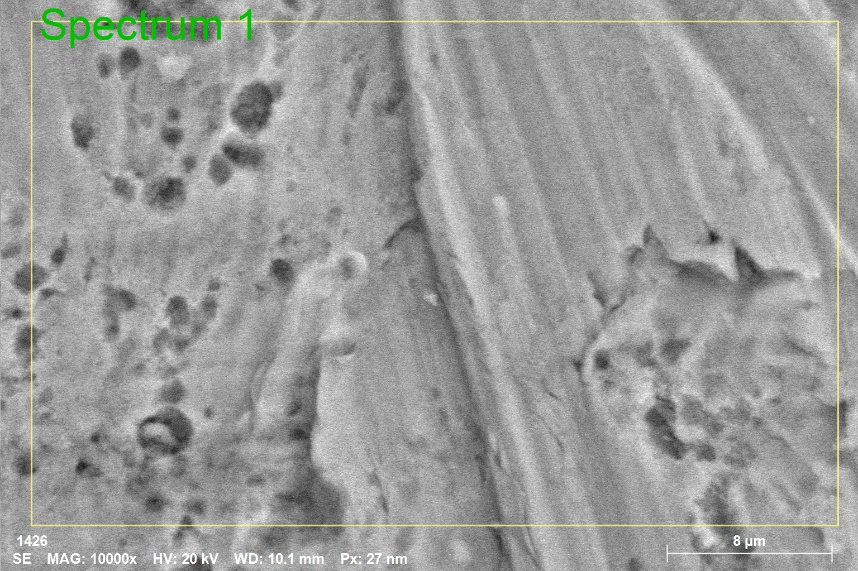 Spectrum 1
1426
SE MAG: 10000x HV: 20 kV WD: 10.1 mm Px: 27 nm
8 µm